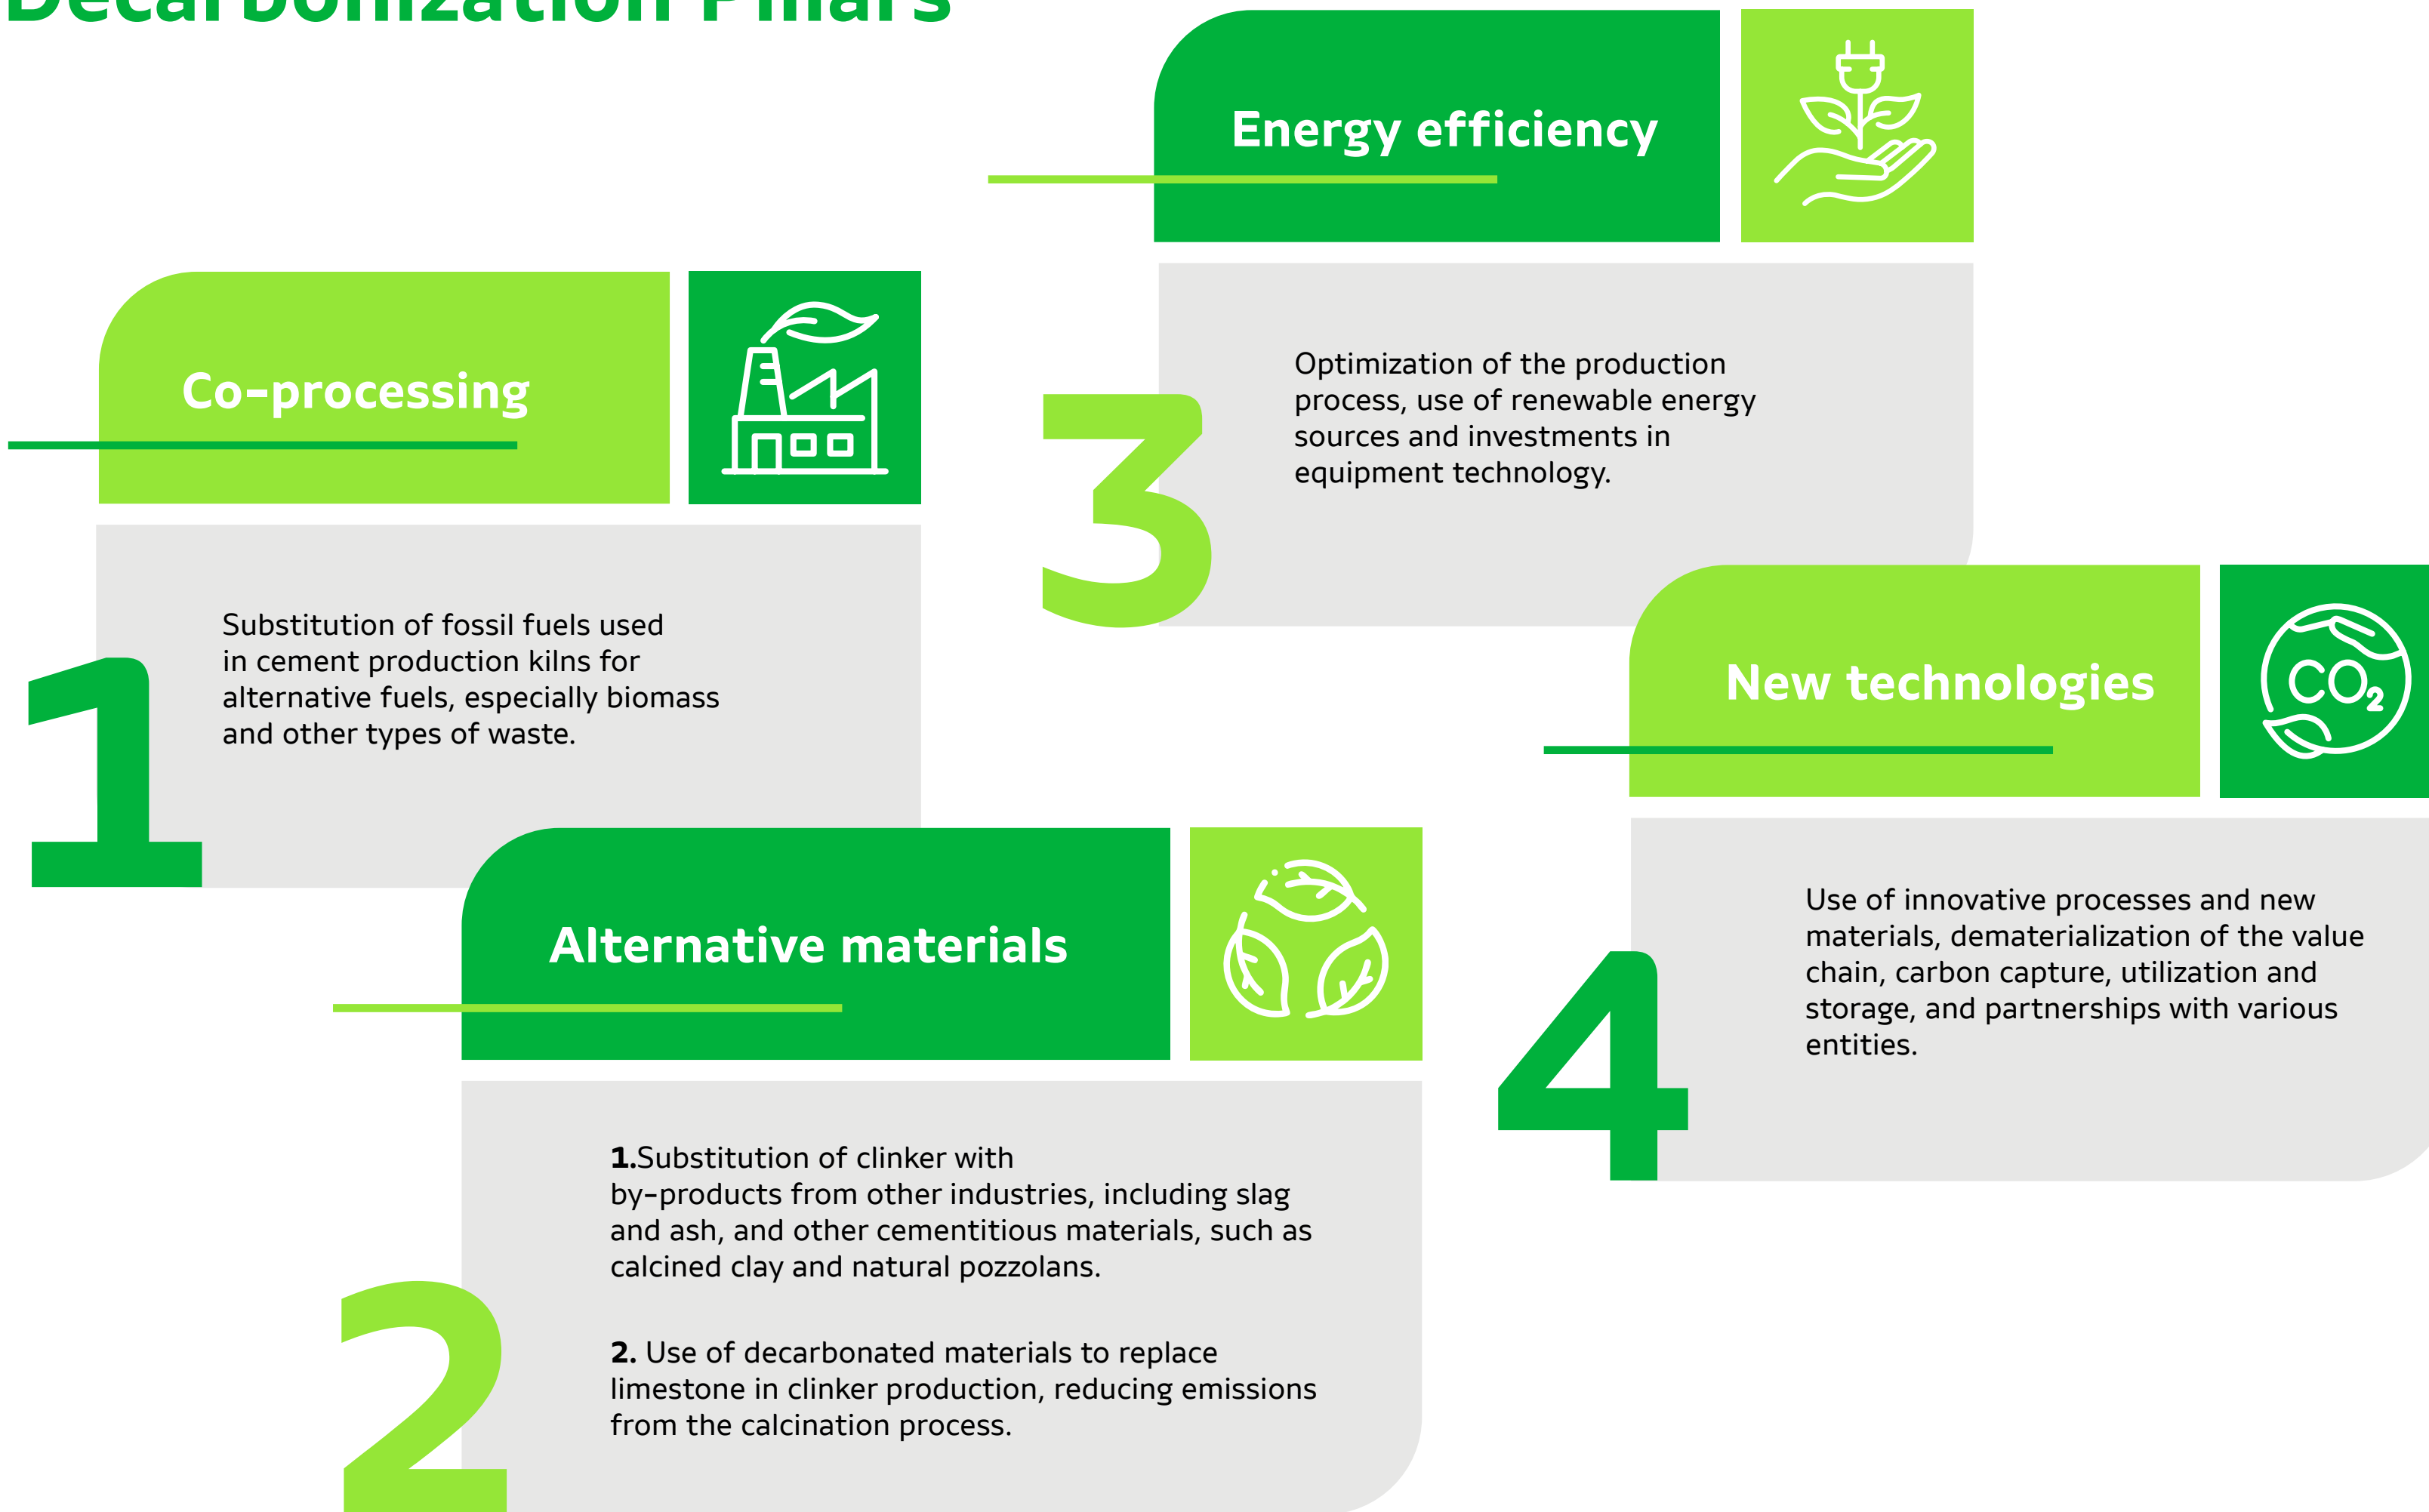 Decarbonization Pillars
Co-processing
1
Substitution of fossil fuels used
in cement production kilns for
alternative fuels, especially biomass
and other types of waste.
Alternative materials
2
1.Substitution of clinker with
by-products from other industries, including slag
and ash, and other cementitious materials, such as
calcined clay and natural pozzolans.
2. Use of decarbonated materials to replace
limestone in clinker production, reducing emissions
from the calcination process.
Energy efficiency
3
Optimization of the production
process, use of renewable energy
sources and investments in
equipment technology.
New technologies
CO₂
4
Use of innovative processes and new
materials, dematerialization of the value
chain, carbon capture, utilization and
storage, and partnerships with various
entities.